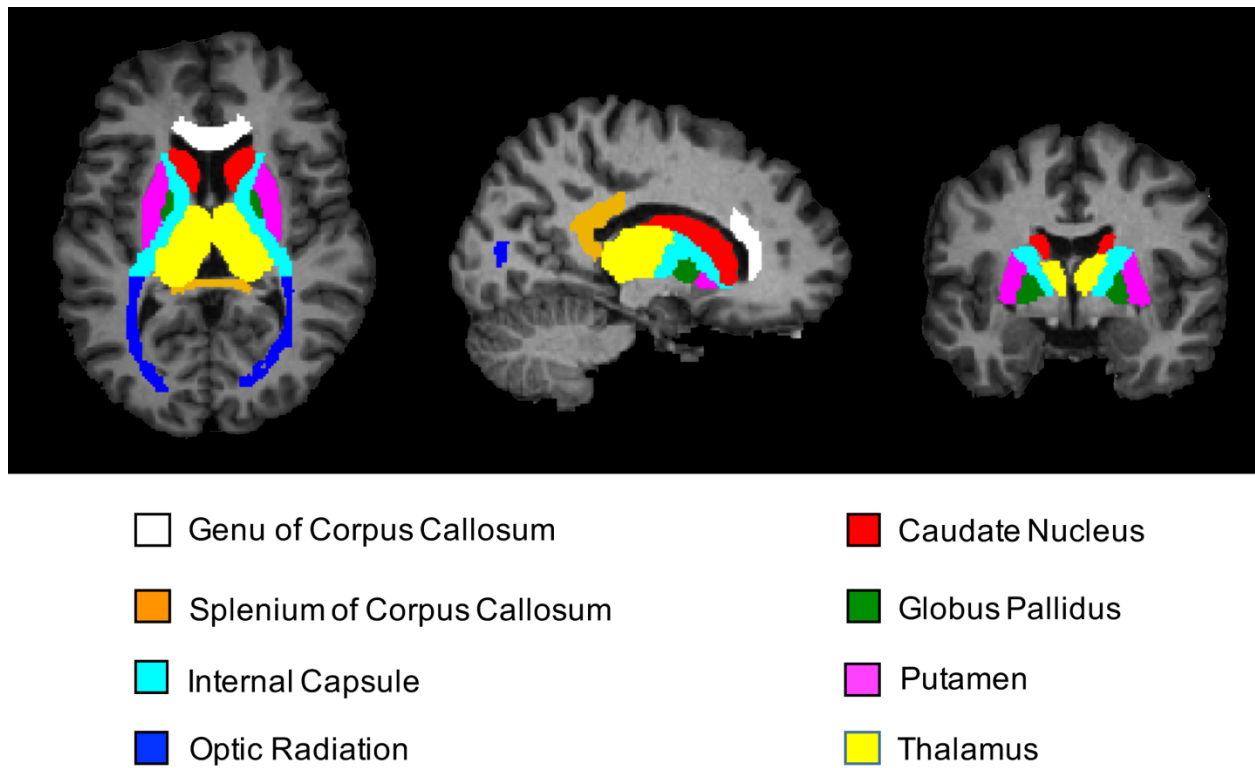 Genu of Corpus Callosum
Splenium of Corpus Callosum
Internal Capsule
Optic Radiation
Caudate Nucleus
Globus Pallidus
Putamen
Thalamus